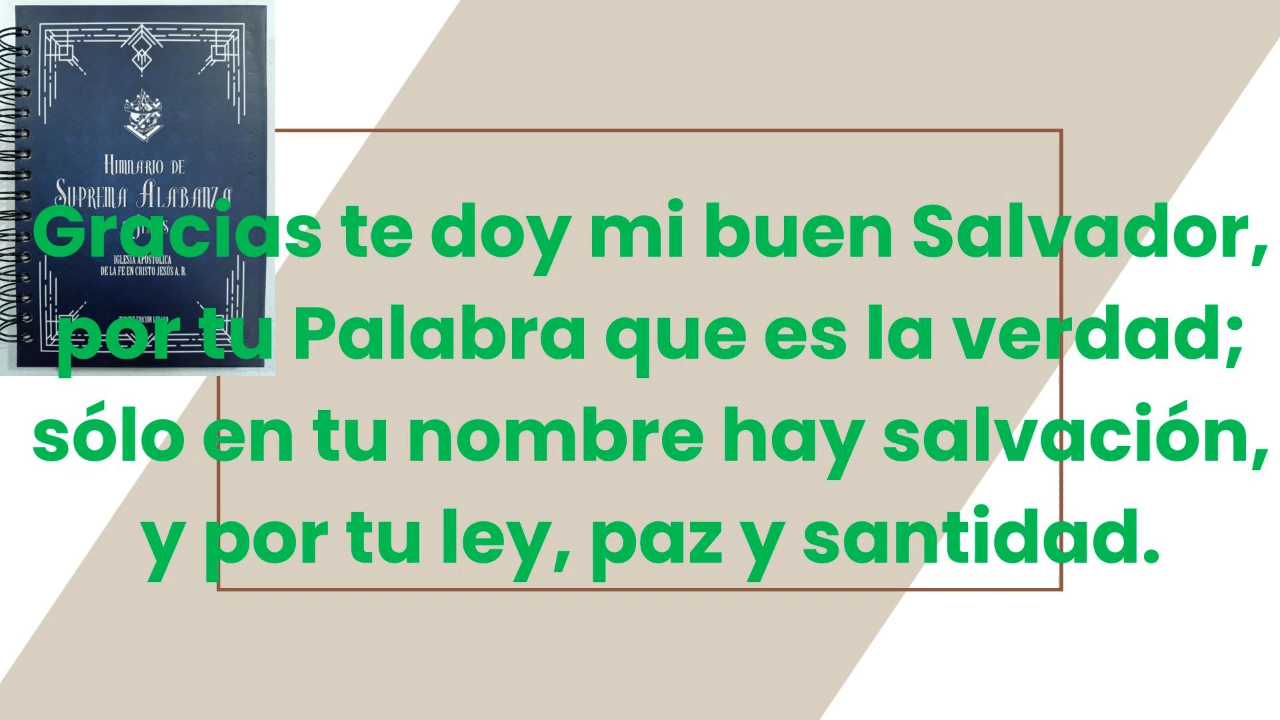 HIMNARIO DE
SUPREMA ALABANZA
IGLESIA APOSTÓLICA
DE LA FE EN CRISTO JESÚS A. R.
Gracias te doy mi buen Salvador,
por tu Palabra que es la verdad;
sólo en tu nombre hay salvación,
y por tu ley, paz y santidad.